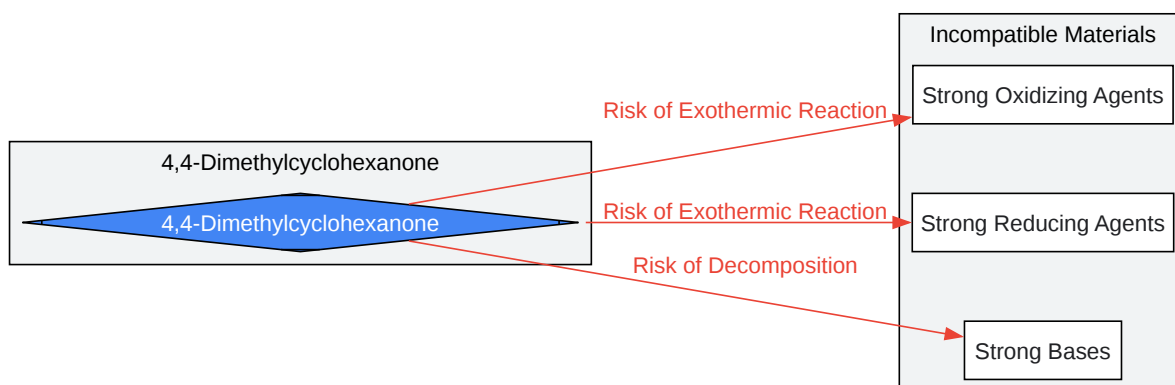 Incompatible Materials
Strong Oxidizing Agents
Risk of Exothermic Reaction
4,4-Dimethylcyclohexanone
4,4-Dimethylcyclohexanone
Risk of Exothermic Reaction
Strong Reducing Agents
Risk of Decomposition
Strong Bases